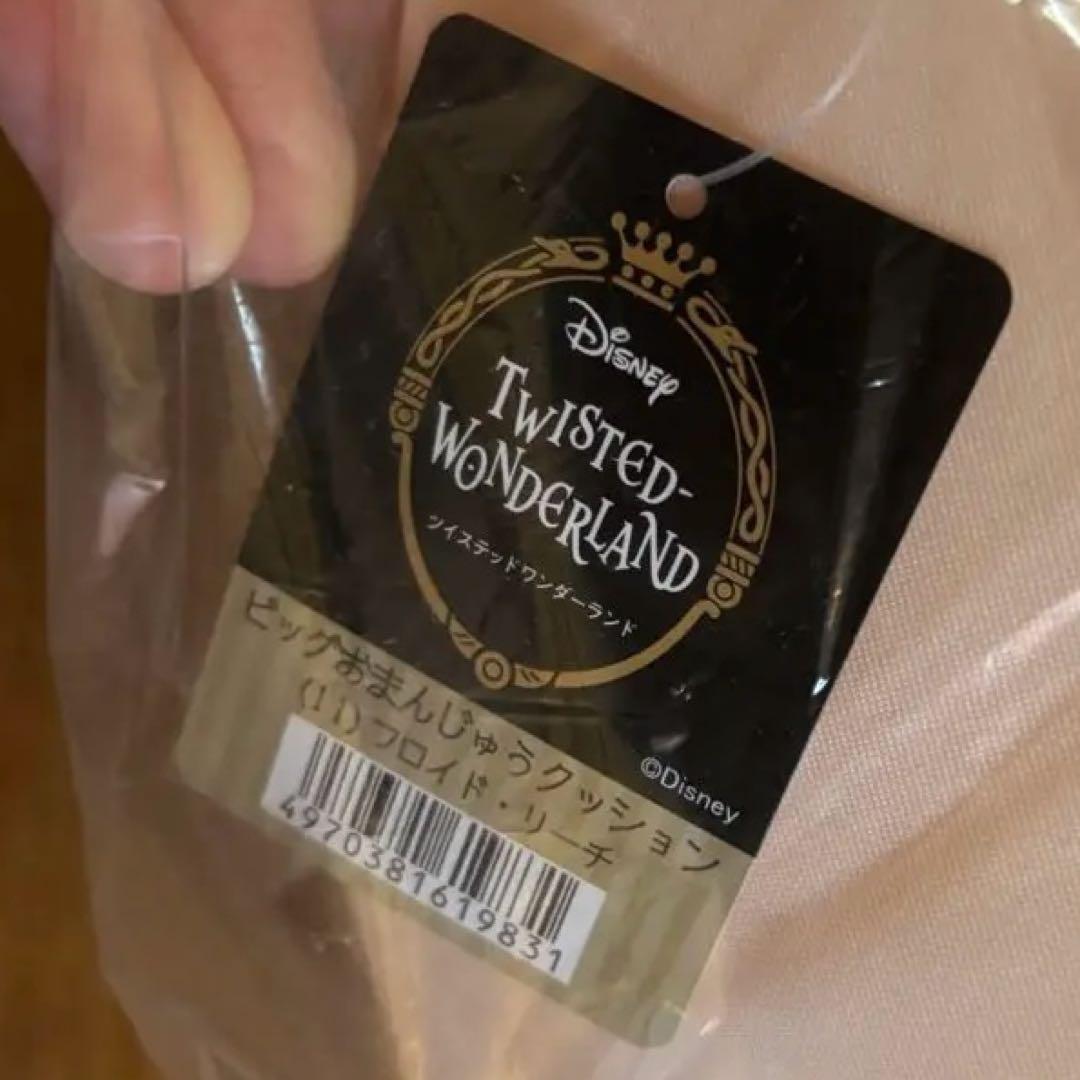 Disney
TWISTED-
WONDERLAND
ツイステッドワンダーランド
©Disney
ビッグおまんじゅうクッション
(11)フロイド・リーチ
4970381619831